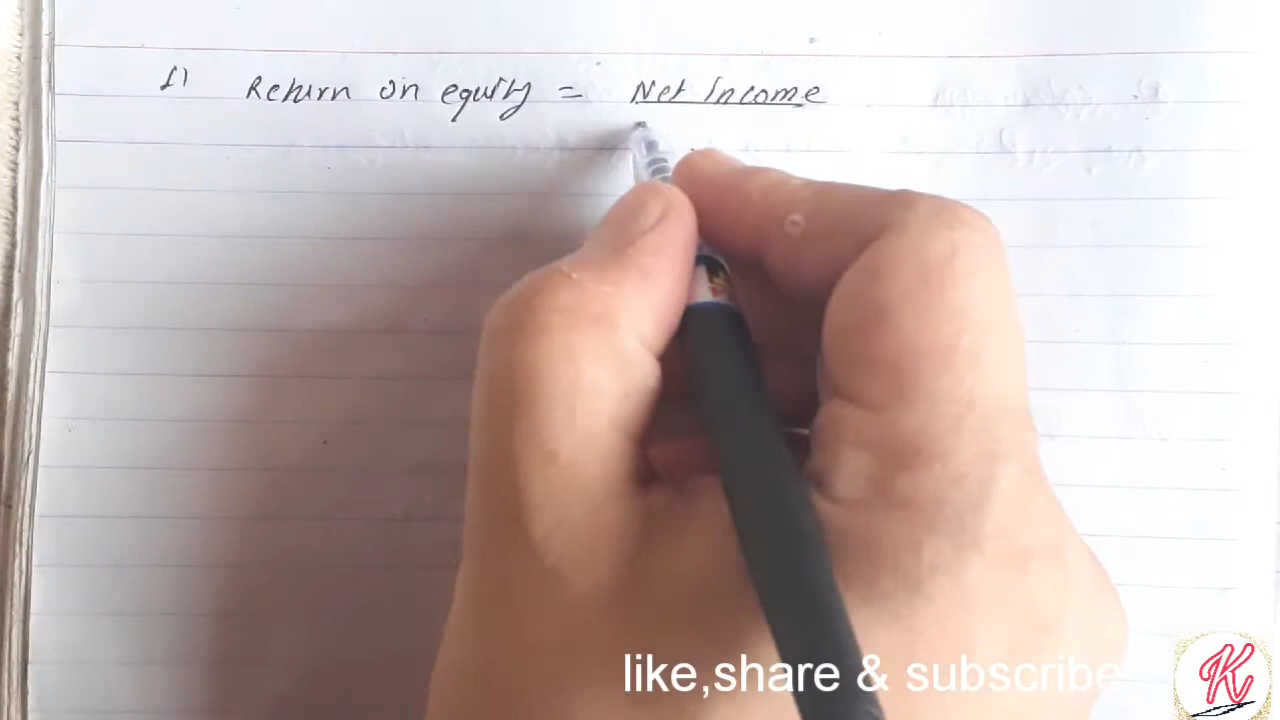 1) Return on equity = Net Income
like,share & subscribe
K